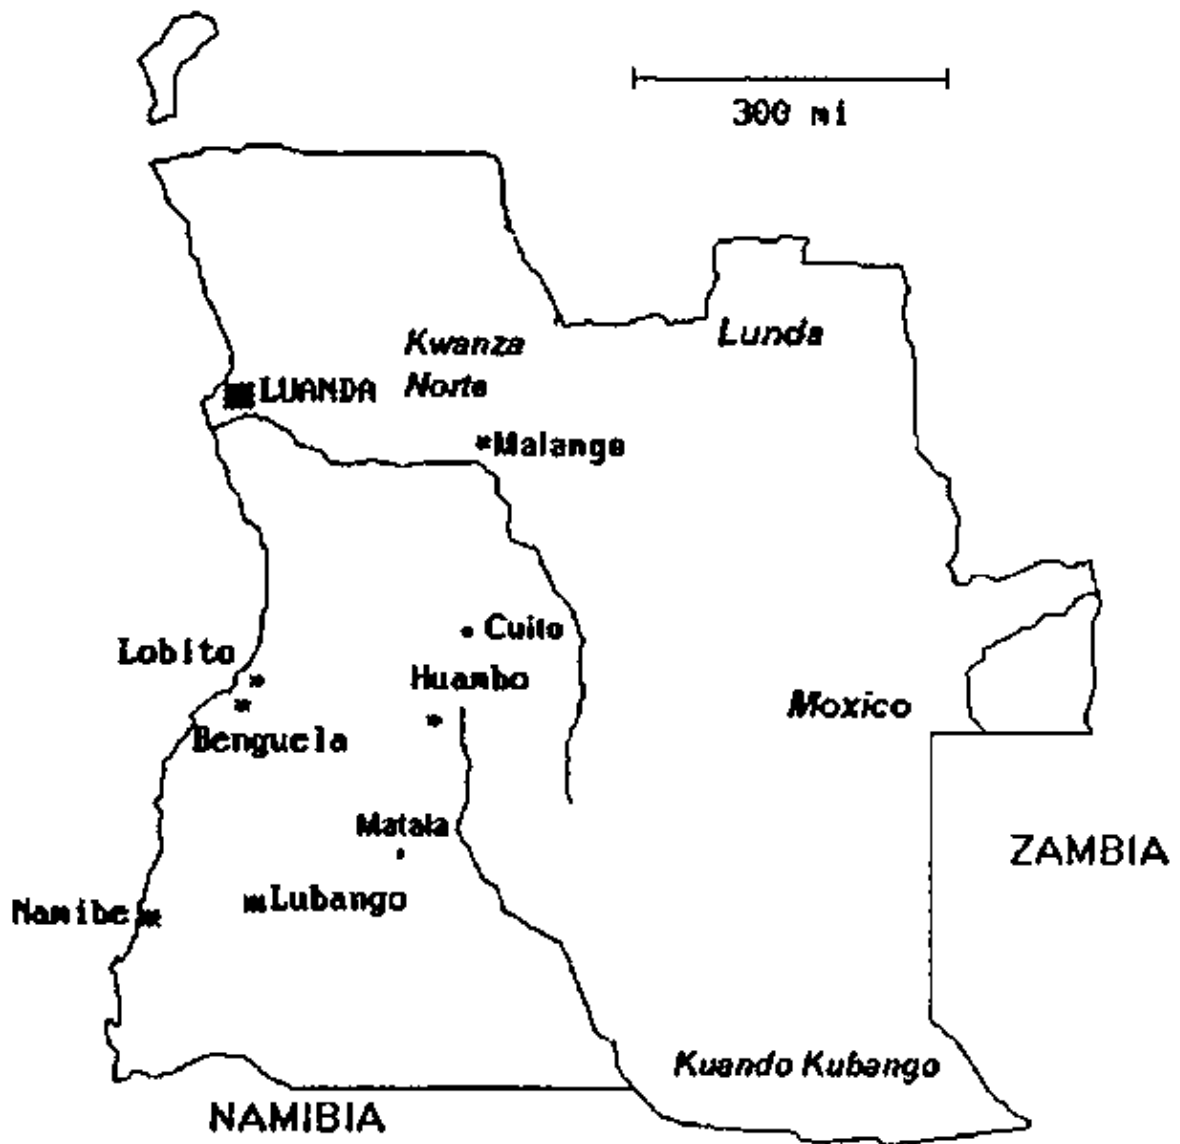 300 mi
Lunda
Kwanza
Norte
LUANDA
Malange
Cuito
Lobito
Huambo
Moxico
Benguela
Matala
ZAMBIA
Lubango
Namibe
Kuando Kubango
NAMIBIA